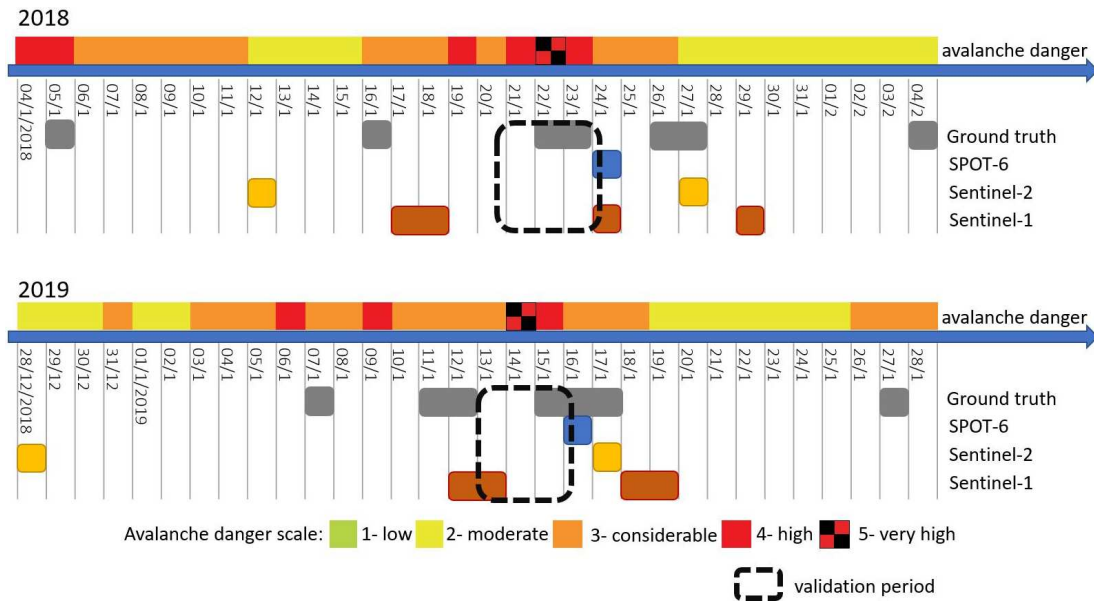 2018
avalanche danger
04/1/2018 05/1 06/1 07/1 08/1 09/1 10/1 11/1 12/1 13/1 14/1 15/1 16/1 17/1 18/1 19/1 20/1 21/1 22/1 23/1 24/1 25/1 26/1 27/1 28/1 29/1 30/1 31/1 01/2 02/2 03/2 04/2
Ground truth
SPOT-6
Sentinel-2
Sentinel-1
2019
avalanche danger
28/12/2018 29/12 30/12 31/12 01/1/2019 02/1 03/1 04/1 05/1 06/1 07/1 08/1 09/1 10/1 11/1 12/1 13/1 14/1 15/1 16/1 17/1 18/1 19/1 20/1 21/1 22/1 23/1 24/1 25/1 26/1 27/1 28/1
Ground truth
SPOT-6
Sentinel-2
Sentinel-1
Avalanche danger scale: 1- low 2- moderate 3- considerable 4- high 5- very high
validation period